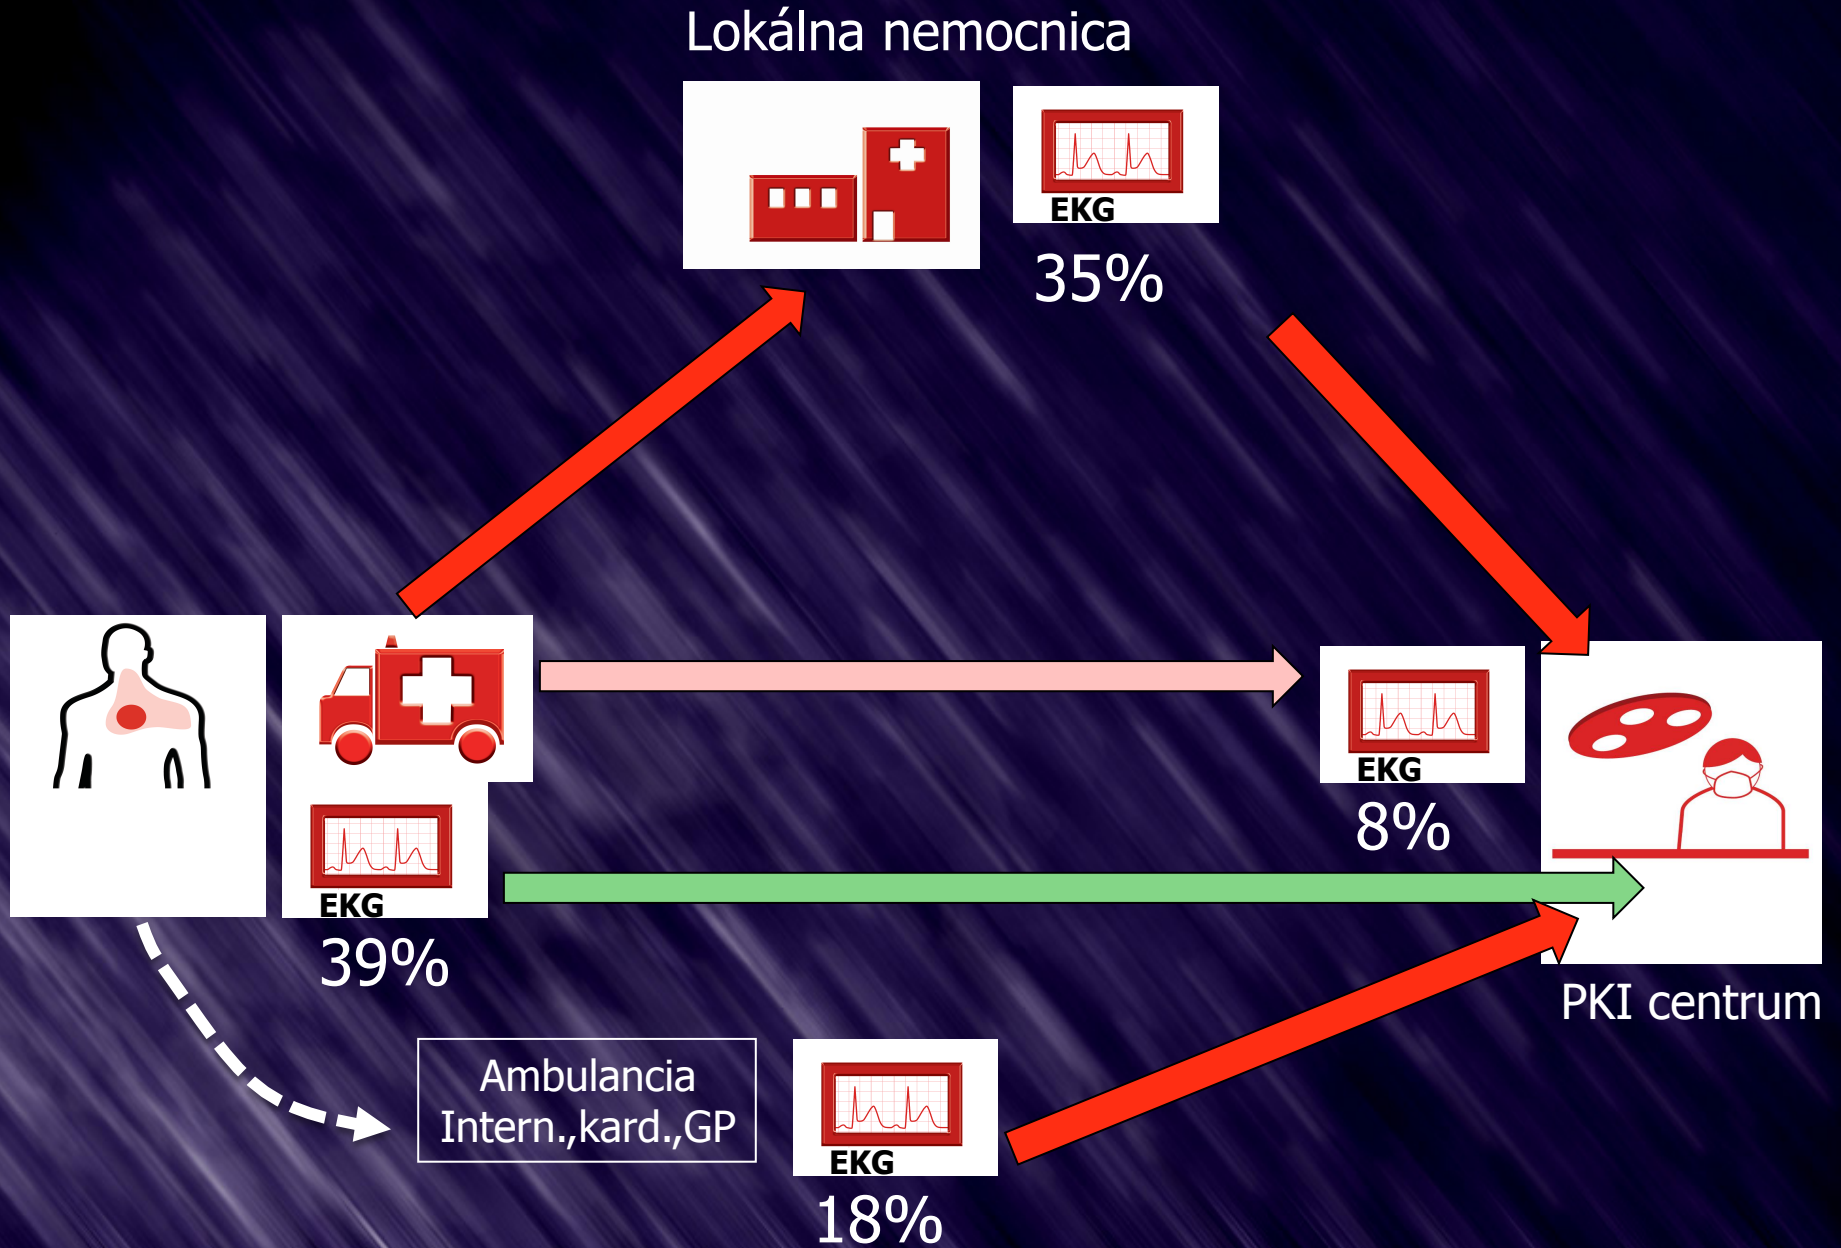 Lokálna nemocnica
EKG
35%
EKG
8%
EKG
39%
PKI centrum
Ambulancia
Intern.,kard.,GP
EKG
18%